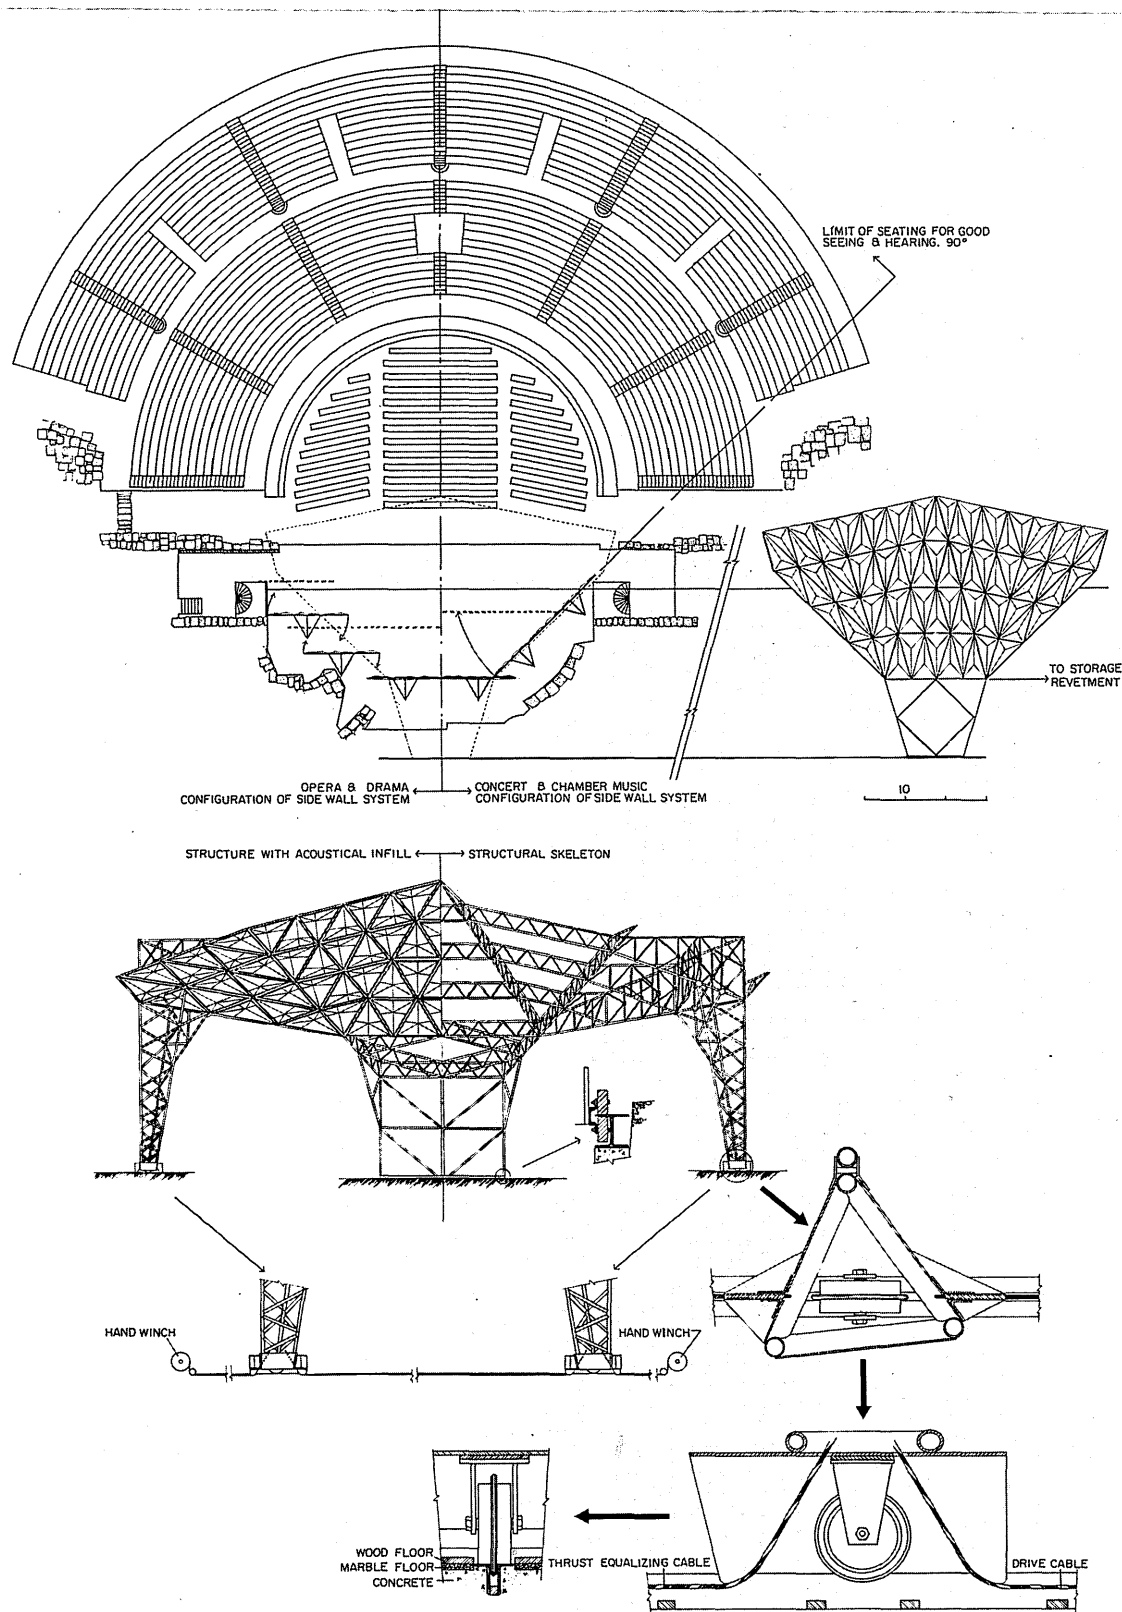 LIMIT OF SEATING FOR GOOD
SEEING & HEARING. 90°
TO STORAGE
REVETMENT
OPERA & DRAMA
CONFIGURATION OF SIDE WALL SYSTEM
CONCERT & CHAMBER MUSIC
CONFIGURATION OF SIDE WALL SYSTEM
10
STRUCTURE WITH ACOUSTICAL INFILL
STRUCTURAL SKELETON
HAND WINCH
HAND WINCH
WOOD FLOOR
MARBLE FLOOR
CONCRETE
THRUST EQUALIZING CABLE
DRIVE CABLE